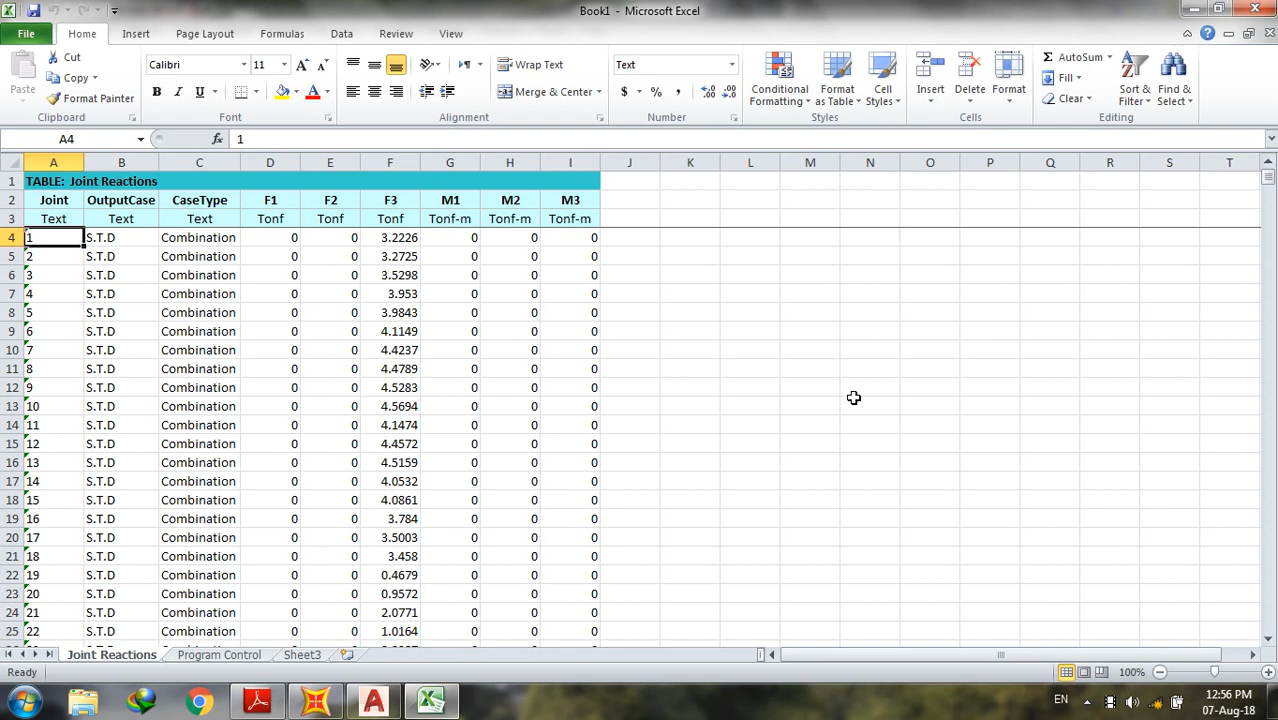 Book1 - Microsoft Excel
File Home Insert Page Layout Formulas Data Review View
Paste
Cut
Copy
Format Painter
Clipboard
Calibri 11
B I U A
Font
Wrap Text
Merge & Center
Alignment
Text
$ % , .00 .0
Number
Conditional Formatting
Format as Table
Cell Styles
Styles
Insert Delete Format
Cells
Σ AutoSum
Fill
Clear
Sort & Filter
Find & Select
Editing
A4 fx 1
A B C D E F G H I J K L M N O P Q R S T
1 TABLE: Joint Reactions
2 Joint OutputCase CaseType F1 F2 F3 M1 M2 M3
3 Text Text Text Tonf Tonf Tonf Tonf-m Tonf-m Tonf-m
4 1 S.T.D Combination 0 0 3.2226 0 0 0
5 2 S.T.D Combination 0 0 3.2725 0 0 0
6 3 S.T.D Combination 0 0 3.5298 0 0 0
7 4 S.T.D Combination 0 0 3.953 0 0 0
8 5 S.T.D Combination 0 0 3.9843 0 0 0
9 6 S.T.D Combination 0 0 4.1149 0 0 0
10 7 S.T.D Combination 0 0 4.4237 0 0 0
11 8 S.T.D Combination 0 0 4.4789 0 0 0
12 9 S.T.D Combination 0 0 4.5283 0 0 0
13 10 S.T.D Combination 0 0 4.5694 0 0 0
14 11 S.T.D Combination 0 0 4.1474 0 0 0
15 12 S.T.D Combination 0 0 4.4572 0 0 0
16 13 S.T.D Combination 0 0 4.5159 0 0 0
17 14 S.T.D Combination 0 0 4.0532 0 0 0
18 15 S.T.D Combination 0 0 4.0861 0 0 0
19 16 S.T.D Combination 0 0 3.784 0 0 0
20 17 S.T.D Combination 0 0 3.5003 0 0 0
21 18 S.T.D Combination 0 0 3.458 0 0 0
22 19 S.T.D Combination 0 0 0.4679 0 0 0
23 20 S.T.D Combination 0 0 0.9572 0 0 0
24 21 S.T.D Combination 0 0 2.0771 0 0 0
25 22 S.T.D Combination 0 0 1.0164 0 0 0
Joint Reactions Program Control Sheet3
Ready 100%
EN 12:56 PM
07-Aug-18